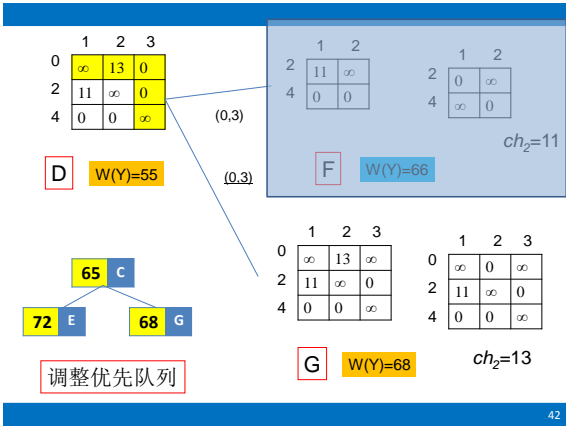 1 2 3
0 ∞ 13 0
2 11 ∞ 0
4 0 0 ∞
D W(Y)=55
(0,3)
(0,3)
1 2
2 11 ∞
4 0 0
1 2
2 0 ∞
4 ∞ 0
ch2=11
F W(Y)=66
65 C
72 E 68 G
调整优先队列
1 2 3
0 ∞ 13 ∞
2 11 ∞ 0
4 0 0 ∞
1 2 3
0 ∞ 0 ∞
2 11 ∞ 0
4 0 0 ∞
G W(Y)=68
ch2=13
42